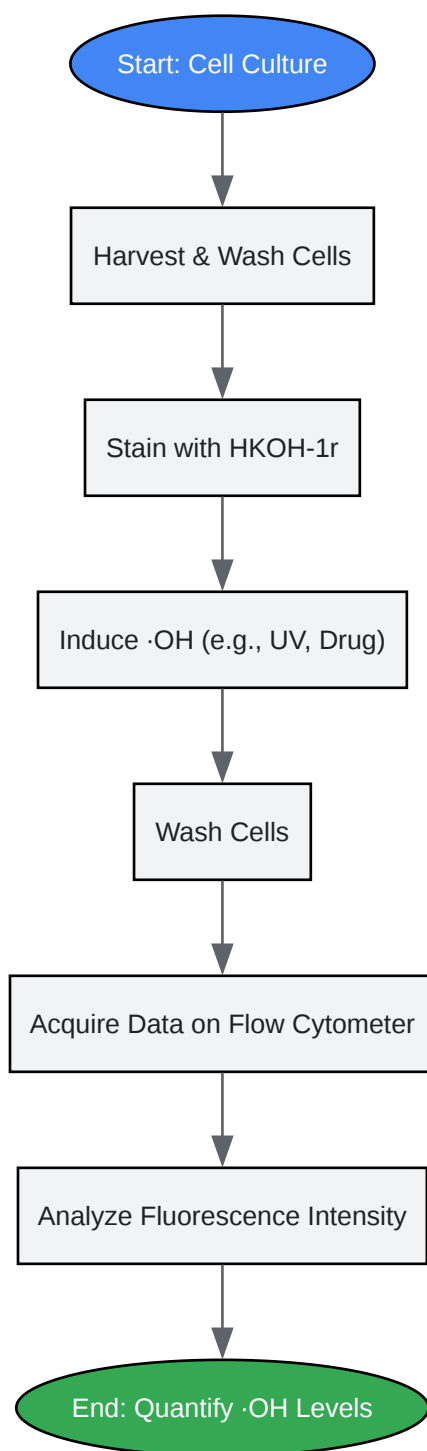 Start: Cell Culture
Harvest & Wash Cells
Stain with HKOH-1r
Induce ·OH (e.g., UV, Drug)
Wash Cells
Acquire Data on Flow Cytometer
Analyze Fluorescence Intensity
End: Quantify ·OH Levels